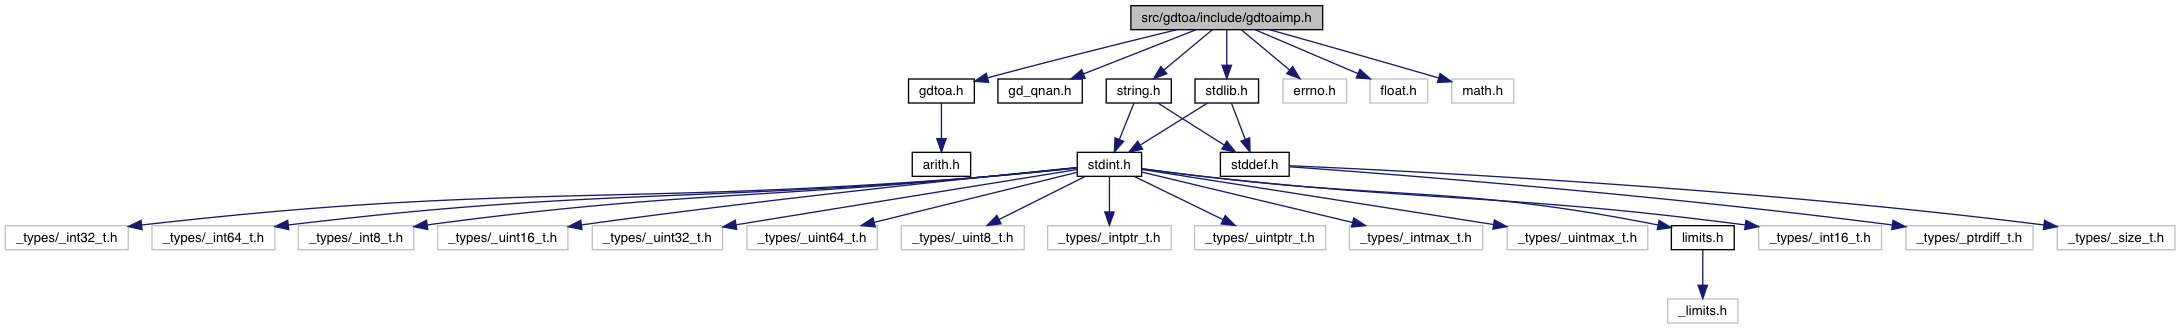 src/gdtoa/include/gdtoaimp.h
gdtoa.h
gd_qnan.h
string.h
stdlib.h
errno.h
float.h
math.h
arith.h
stdint.h
stddef.h
_types/_int32_t.h
_types/_int64_t.h
_types/_int8_t.h
_types/_uint16_t.h
_types/_uint32_t.h
_types/_uint64_t.h
_types/_uint8_t.h
_types/_intptr_t.h
_types/_uintptr_t.h
_types/_intmax_t.h
_types/_uintmax_t.h
limits.h
_types/_int16_t.h
_types/_ptrdiff_t.h
_types/_size_t.h
_limits.h